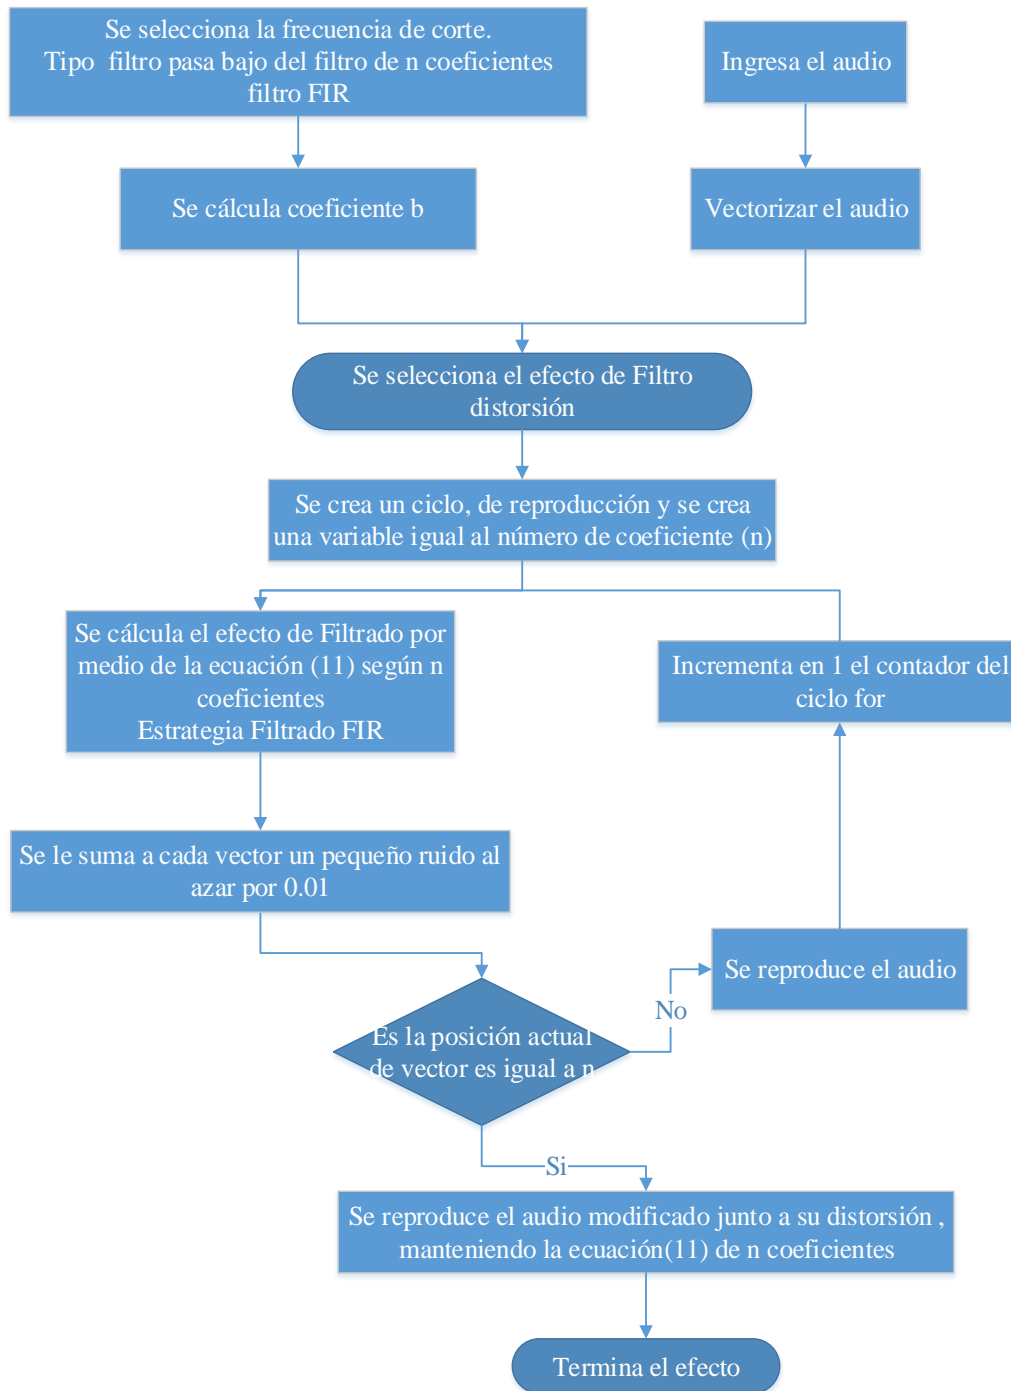 Se selecciona la frecuencia de corte.
Tipo filtro pasa bajo del filtro de n coeficientes
filtro FIR
Ingresa el audio
Se cálcula coeficiente b
Vectorizar el audio
Se selecciona el efecto de Filtro
distorsión
Se crea un ciclo, de reproducción y se crea
una variable igual al número de coeficiente (n)
Se cálcula el efecto de Filtrado por
medio de la ecuación (11) según n
coeficientes
Estrategia Filtrado FIR
Incrementa en 1 el contador del
ciclo for
Se le suma a cada vector un pequeño ruido al
azar por 0.01
Se reproduce el audio
No
Es la posición actual
de vector es igual a n
Si
Se reproduce el audio modificado junto a su distorsión ,
manteniendo la ecuación(11) de n coeficientes
Termina el efecto